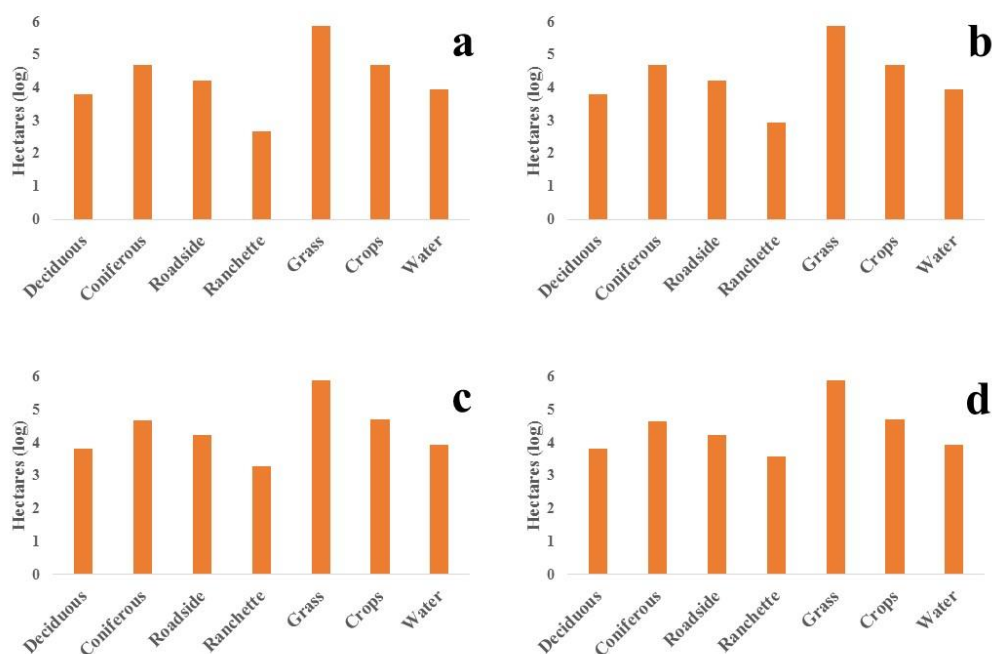 a
Hectares (log)
6
5
4
3
2
1
0
Deciduous
Coniferous
Roadside
Ranchette
Grass
Crops
Water
b
Hectares (log)
6
5
4
3
2
1
0
Deciduous
Coniferous
Roadside
Ranchette
Grass
Crops
Water
c
Hectares (log)
6
5
4
3
2
1
0
Deciduous
Coniferous
Roadside
Ranchette
Grass
Crops
Water
d
Hectares (log)
6
5
4
3
2
1
0
Deciduous
Coniferous
Roadside
Ranchette
Grass
Crops
Water